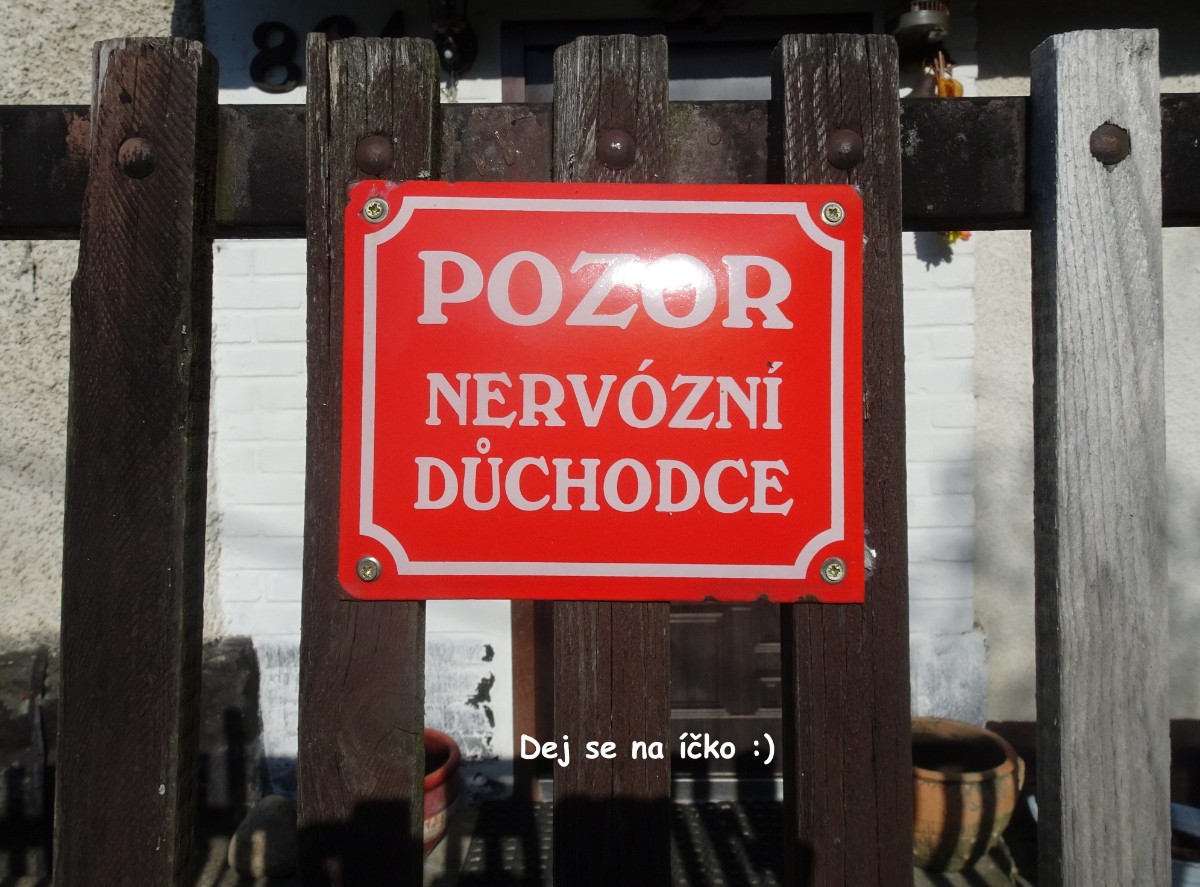 POZOR
NERVÓZNÍ
DŮCHODCE
Dej se na íčko :)